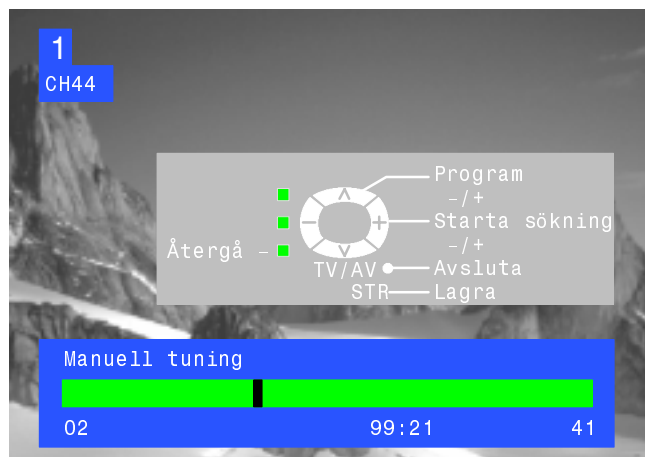 1
CH44
Program
-/+
Starta sökning
-/+
Återgå -
TV/AV Avsluta
STR Lagra
Manuell tuning
02 99:21 41